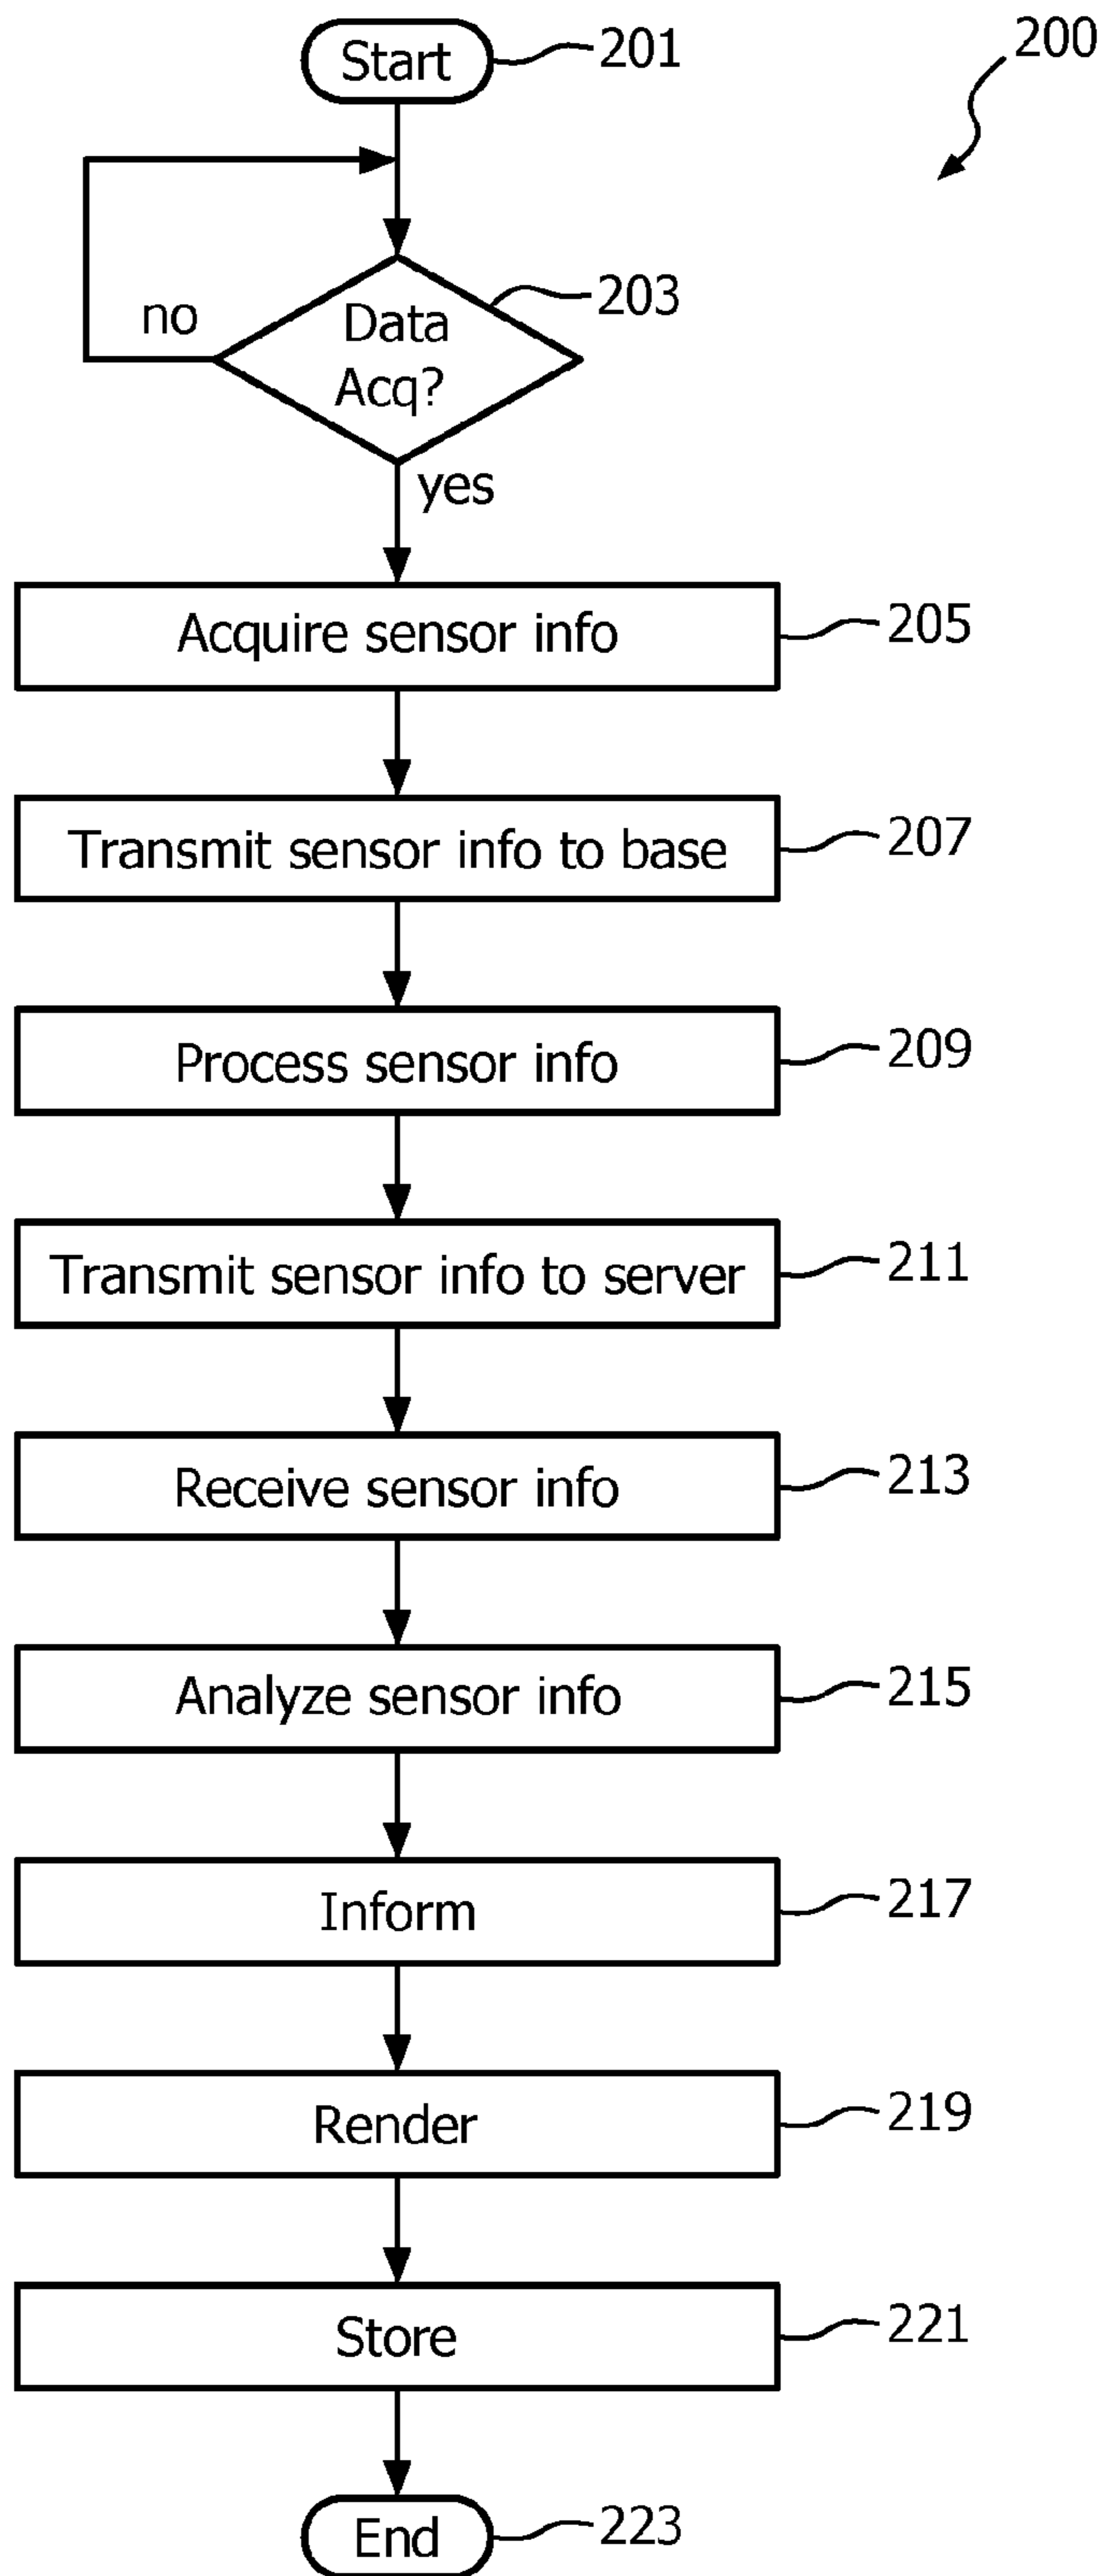 200
Start
201
Data
Acq?
203
no
yes
Acquire sensor info
205
Transmit sensor info to base
207
Process sensor info
209
Transmit sensor info to server
211
Receive sensor info
213
Analyze sensor info
215
Inform
217
Render
219
Store
221
End
223